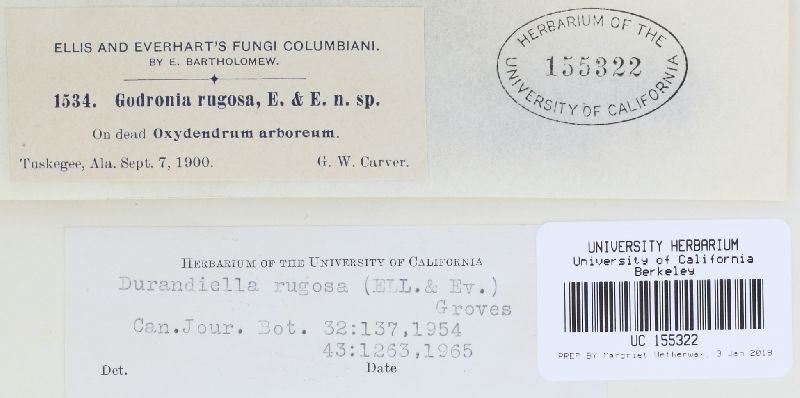 ELLIS AND EVERHART'S FUNGI COLUMBIANI.
BY E. BARTHOLOMEW.
1534. Godronia rugosa, E. & E. n. sp.
On dead Oxydendrum arboreum.
Tuskegee, Ala. Sept. 7, 1900. G. W. Carver.
HERBARIUM OF THE
155322
UNIVERSITY OF CALIFORNIA
HERBARIUM OF THE UNIVERSITY OF CALIFORNIA
Durandiella rugosa (ELL.& Ev.)
Groves
Can.Jour. Bot. 32:137,1954
43:1263,1965
Det. Date
UNIVERSITY HERBARIUM
University of California
Berkeley
UC 155322
PREP BY Margriet Wetherwax, 3 Jan 2019